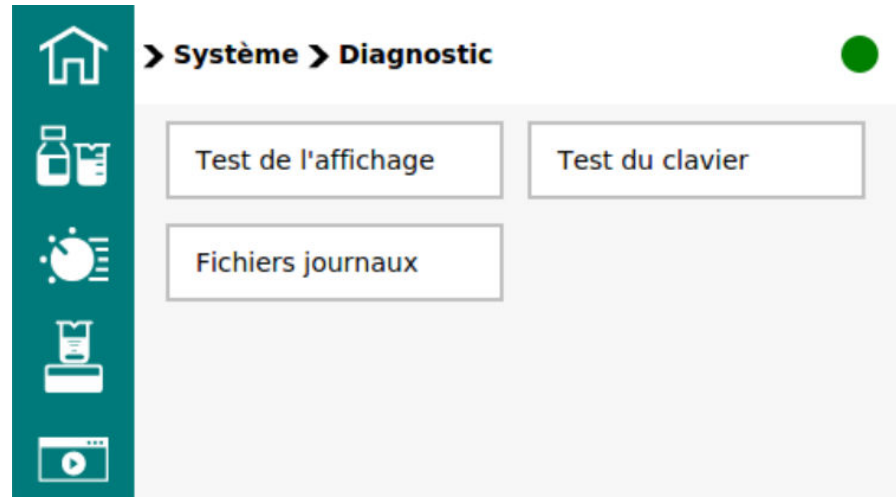 ❯ Système ❯ Diagnostic
Test de l'affichage
Test du clavier
Fichiers journaux